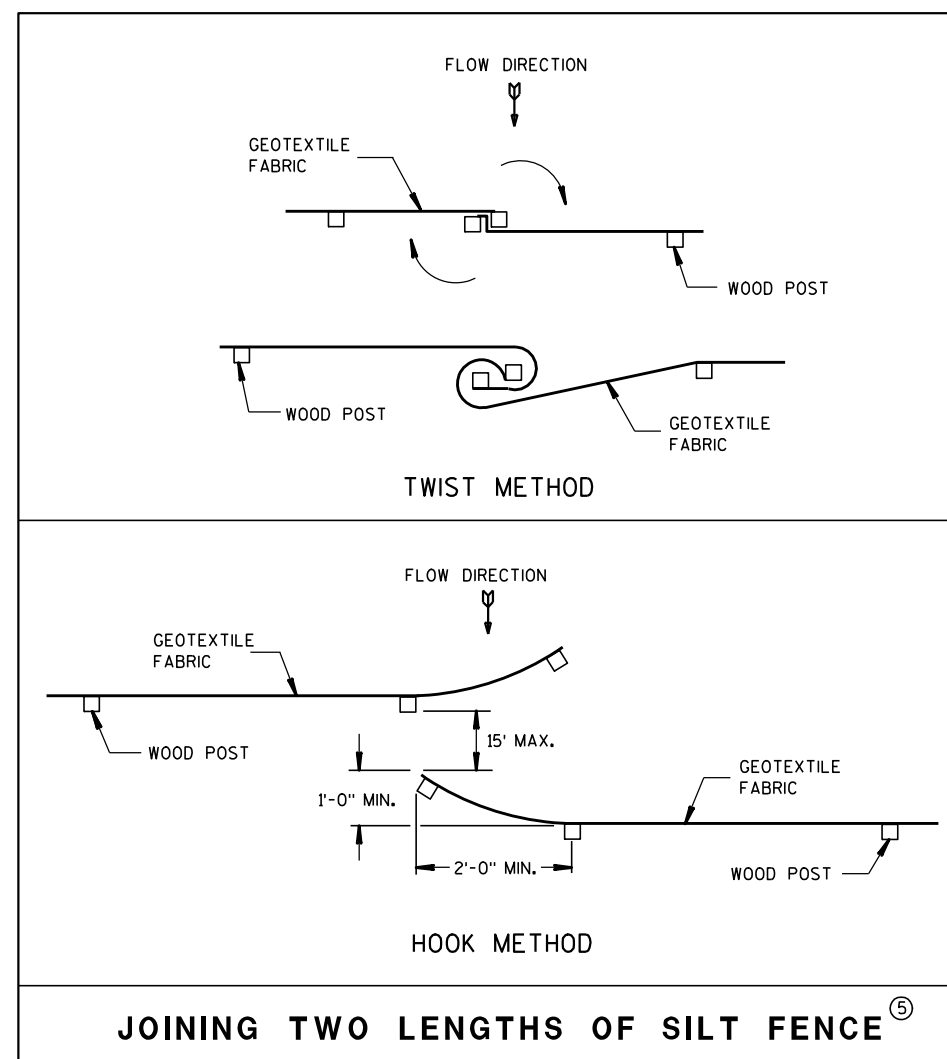 FLOW DIRECTION
GEOTEXTILE
FABRIC
WOOD POST
WOOD POST
GEOTEXTILE
FABRIC
TWIST METHOD
FLOW DIRECTION
GEOTEXTILE
FABRIC
WOOD POST
15' MAX.
1'-0" MIN.
GEOTEXTILE
FABRIC
2'-0" MIN.
WOOD POST
HOOK METHOD
JOINING TWO LENGTHS OF SILT FENCE ⑤